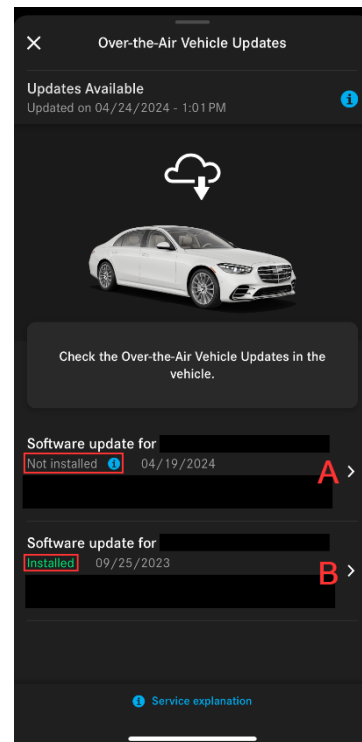 Over-the-Air Vehicle Updates
Updates Available
Updated on 04/24/2024 - 1:01 PM
Check the Over-the-Air Vehicle Updates in the
vehicle.
Software update for
Not installed 04/19/2024
A
Software update for
Installed 09/25/2023
B
Service explanation